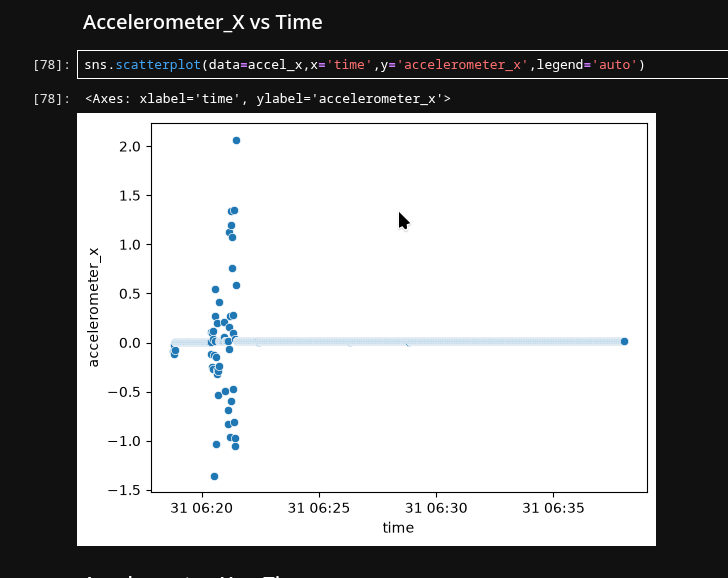 Accelerometer_X vs Time
[78]: sns.scatterplot(data=accel_x,x='time',y='accelerometer_x',legend='auto')
[78]: <Axes: xlabel='time', ylabel='accelerometer_x'>
2.0
1.5
1.0
0.5
0.0
−0.5
−1.0
−1.5
accelerometer_x
31 06:20 31 06:25 31 06:30 31 06:35
time